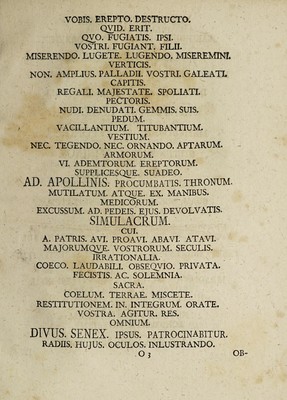 VOBIS. EREPTO. DESTRUCTO.
QVID. ERIT.
QVO. FUGIATIS. IPSI.
VOSTRI. FUGIANT. FILII.
MISERENDO. LUGETE. LUGENDO. MISEREMINI.
VERTICIS.
NON. AMPLIUS. PALLADII. VOSTRI. GALEATI.
CAPITIS.
REGALI. MAJESTATE. SPOLIATI.
PECTORIS.
NUDI. DENUDATI. GEMMIS. SUIS.
PEDUM.
VACILLANTIUM. TITUBANTIUM.
VESTIUM.
NEC. TEGENDO. NEC. ORNANDO. APTARUM.
ARMORUM.
VI. ADEMTORUM. EREPTORUM.
SUPPLICESQUE. SUADEO.
AD. APOLLINIS. PROCUMBATIS. THRONUM.
MUTILATUM. ATQUE. EX. MANIBUS.
MEDICORUM.
EXCUSSUM. AD. PEDEIS. EJUS. DEVOLVATIS.
SIMULACRUM.
CUI.
A. PATRIS. AVI. PROAVI. ABAVI. ATAVI.
MAJORUMQVE. VOSTRORUM. SECULIS.
IRRATIONALIA.
COECO. LAUDABILI. OBSEQVIO. PRIVATA.
FECISTIS. AC. SOLEMNIA.
SACRA.
COELUM. TERRAE. MISCETE.
RESTITUTIONEM. IN. INTEGRUM. ORATE.
VOSTRA. AGITUR. RES.
OMNIUM.
DIVUS. SENEX. IPSUS. PATROCINABITUR.
RADIIS. HUJUS. OCULOS. INLUSTRANDO.
O 3 OB-